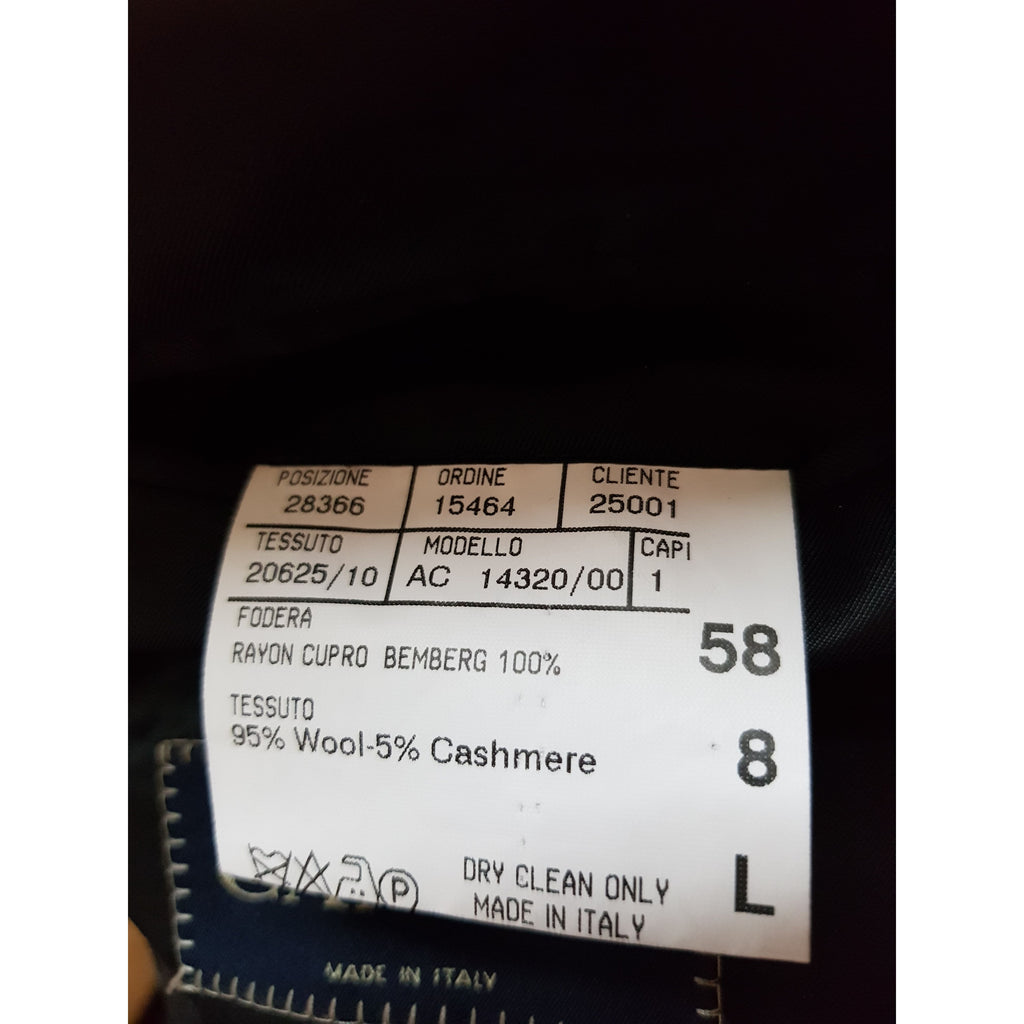 POSIZIONE ORDINE CLIENTE
28366 15464 25001
TESSUTO MODELLO CAPI
20625/10 AC 14320/00 1
FODERA
RAYON CUPRO BEMBERG 100%
58
TESSUTO
95% Wool-5% Cashmere
8
P
DRY CLEAN ONLY
L
MADE IN ITALY
MADE IN ITALY